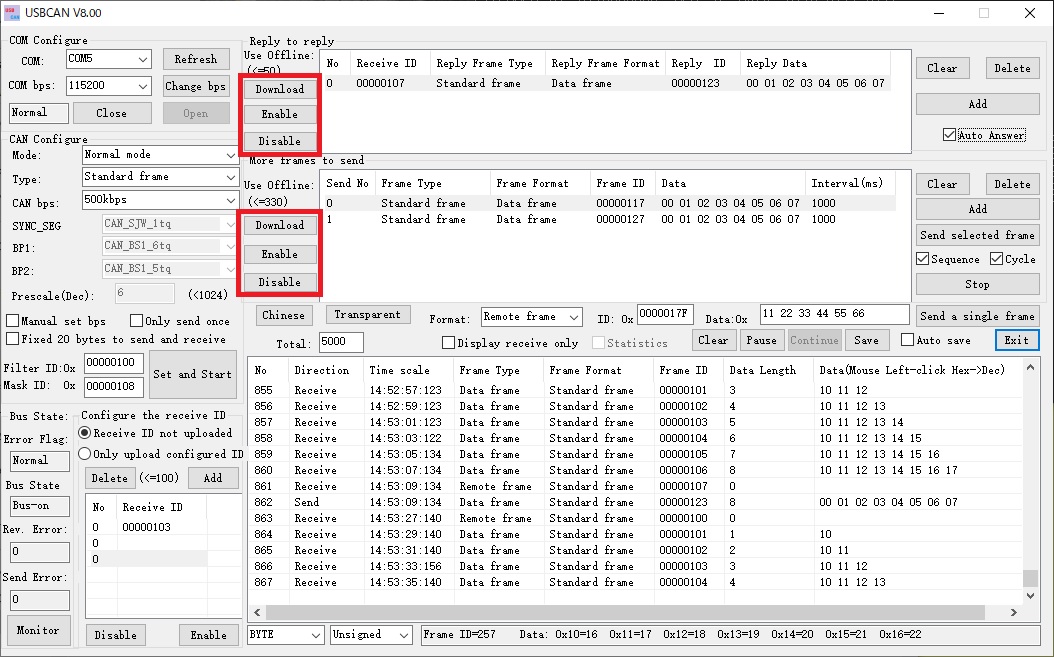 USB CAN
USBCAN V8.00
COM Configure
COM:
COM5
Refresh
COM bps:
115200
Change bps
Normal
Close
Open
CAN Configure
Mode:
Normal mode
Type:
Standard frame
CAN bps:
500kbps
SYNC_SEG
CAN_SJW_1tq
BP1:
CAN_BS1_6tq
BP2:
CAN_BS1_5tq
Prescale(Dec):
6
(<1024)
Manual set bps
Only send once
Fixed 20 bytes to send and receive
Filter ID:0x
00000100
Mask ID: 0x
00000108
Set and Start
Bus State:
Error Flag:
Normal
Bus State
Bus-on
Rev. Error:
0
Send Error:
0
Monitor
Configure the receive ID
Receive ID not uploaded
Only upload configured ID
Delete
(<=100)
Add
No Receive ID
0 00000103
0
0
Disable
Enable
Reply to reply
Use Offline:
(<=50)
Download
Enable
Disable
No Receive ID Reply Frame Type Reply Frame Format Reply ID Reply Data
0 00000107 Standard frame Data frame 00000123 00 01 02 03 04 05 06 07
Clear
Delete
Add
Auto Answer
More frames to send
Use Offline:
(<=330)
Download
Enable
Disable
Send No Frame Type Frame Format Frame ID Data Interval(ms)
0 Standard frame Data frame 00000117 00 01 02 03 04 05 06 07 1000
1 Standard frame Data frame 00000127 00 01 02 03 04 05 06 07 1000
Clear
Delete
Add
Send selected frame
Sequence
Cycle
Stop
Chinese
Transparent
Format:
Remote frame
ID: 0x
0000017F
Data:0x
11 22 33 44 55 66
Send a single frame
Total:
5000
Display receive only
Statistics
Clear
Pause
Continue
Save
Auto save
Exit
No Direction Time scale Frame Type Frame Format Frame ID Data Length Data(Mouse Left-click Hex->Dec)
855 Receive 14:52:57:123 Data frame Standard frame 00000101 3 10 11 12
856 Receive 14:52:59:123 Data frame Standard frame 00000102 4 10 11 12 13
857 Receive 14:53:01:123 Data frame Standard frame 00000103 5 10 11 12 13 14
858 Receive 14:53:03:122 Data frame Standard frame 00000104 6 10 11 12 13 14 15
859 Receive 14:53:05:134 Data frame Standard frame 00000105 7 10 11 12 13 14 15 16
860 Receive 14:53:07:134 Data frame Standard frame 00000106 8 10 11 12 13 14 15 16 17
861 Receive 14:53:09:134 Remote frame Standard frame 00000107 0
862 Send 14:53:09:134 Data frame Standard frame 00000123 8 00 01 02 03 04 05 06 07
863 Receive 14:53:27:140 Remote frame Standard frame 00000100 0
864 Receive 14:53:29:140 Data frame Standard frame 00000101 1 10
865 Receive 14:53:31:140 Data frame Standard frame 00000102 2 10 11
866 Receive 14:53:33:156 Data frame Standard frame 00000103 3 10 11 12
867 Receive 14:53:35:140 Data frame Standard frame 00000104 4 10 11 12 13
BYTE
Unsigned
Frame ID=257 Data: 0x10=16 0x11=17 0x12=18 0x13=19 0x14=20 0x15=21 0x16=22